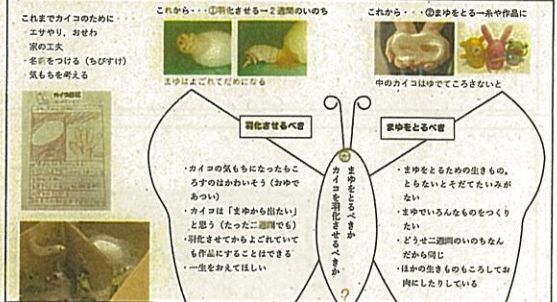 これまでカイコのために・・
・エサやり、おせわ
家の工夫
・名前をつける（ちびすけ）
気もちを考える
これから・・・①羽化させる→２週間のいのち
まゆはよごれてだめになる
これから・・・②まゆをとる→糸や作品に
中のカイコはゆでてころさないと
羽化させるべき
まゆをとるべき
・カイコの気もちになったらこ
ろすのはかわいそう（おゆで
あつい）
・カイコは「まゆから出たい」
と思う（たった二週間でも）
・羽化させてからよごれてい
ても作品にすることはできる
・一生をおえてほしい
まゆをとるべきか
カイコを羽化させるべきか
？
・まゆをとるための生きもの。
とらないとそだてたいみが
ない
・まゆでいろんなものをつくり
たい
・どうせ二週間のいのちなん
だから同じ
・ほかの生きものもころしてお
肉にしたりしている